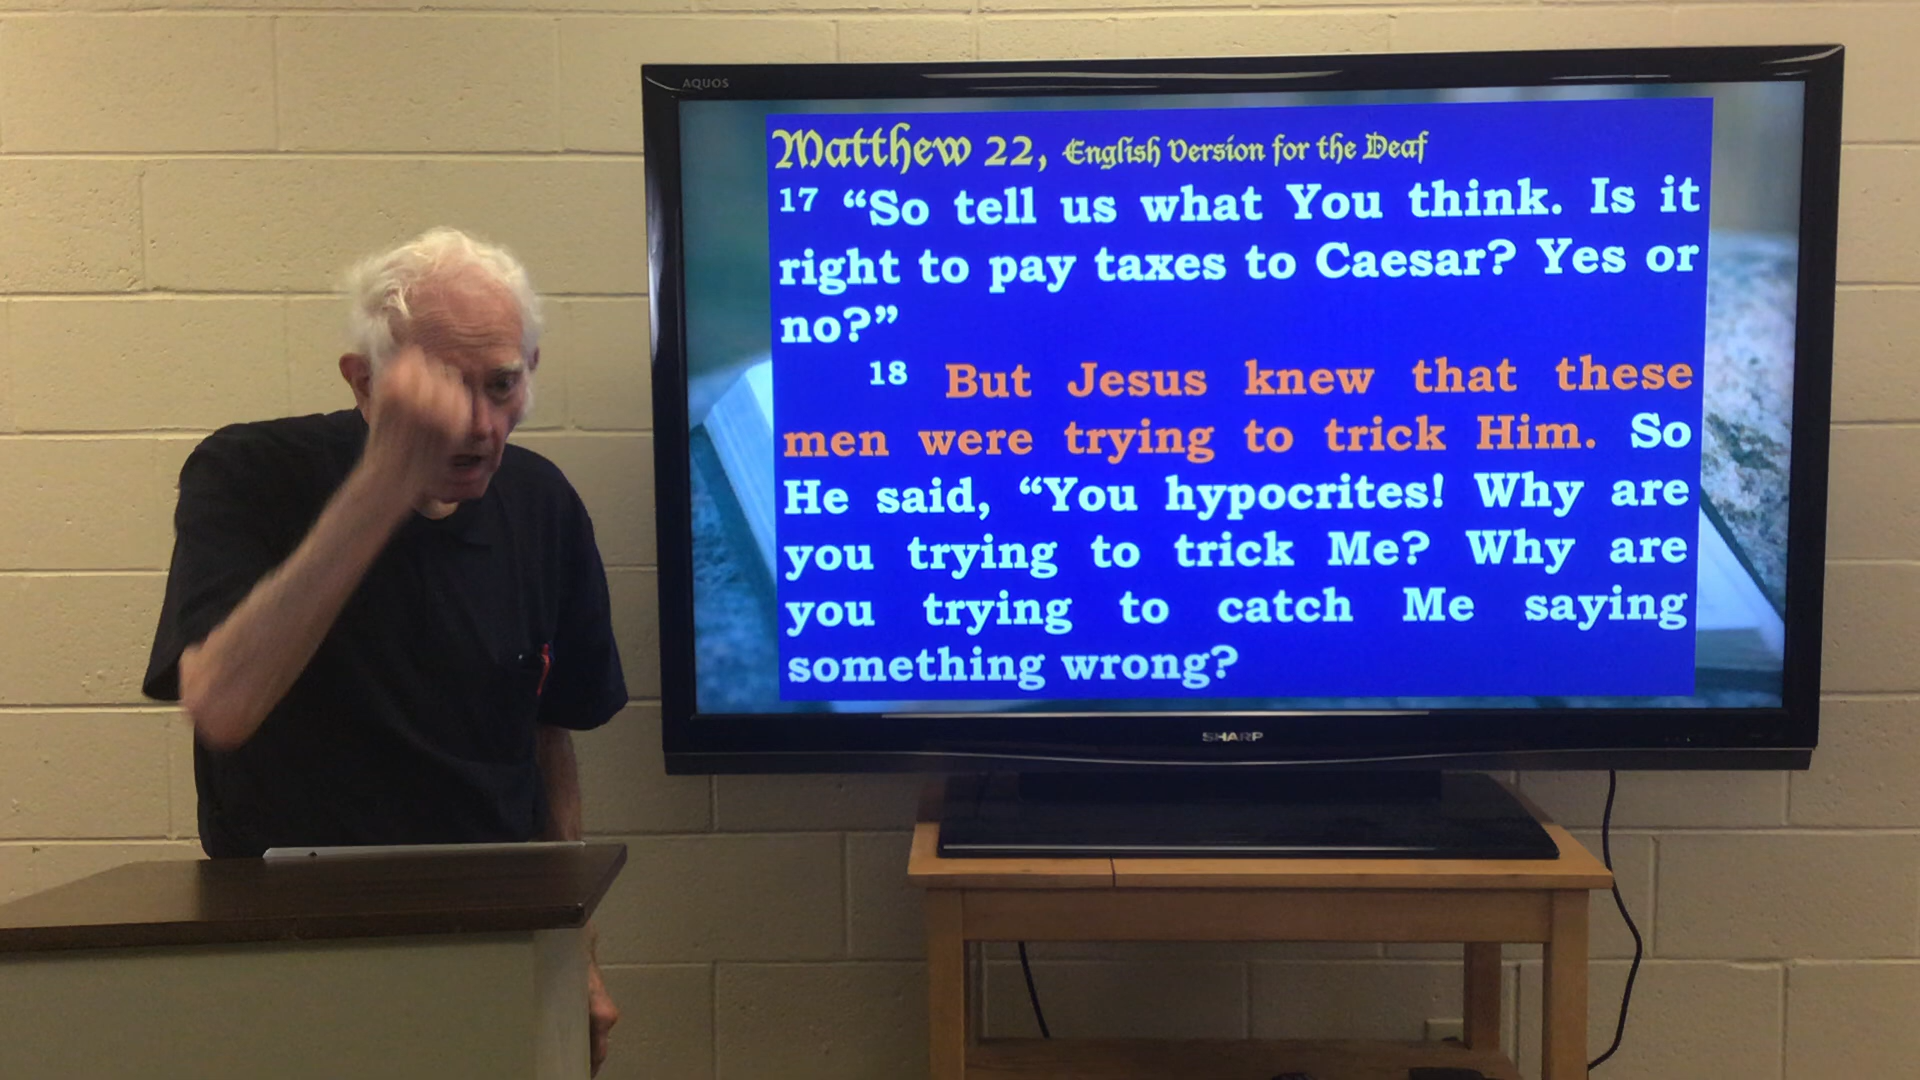 AQUOS
Matthew 22, English Version for the Deaf
17 “So tell us what You think. Is it
right to pay taxes to Caesar? Yes or
no?”
18 But Jesus knew that these
men were trying to trick Him. So
He said, “You hypocrites! Why are
you trying to trick Me? Why are
you trying to catch Me saying
something wrong?
SHARP